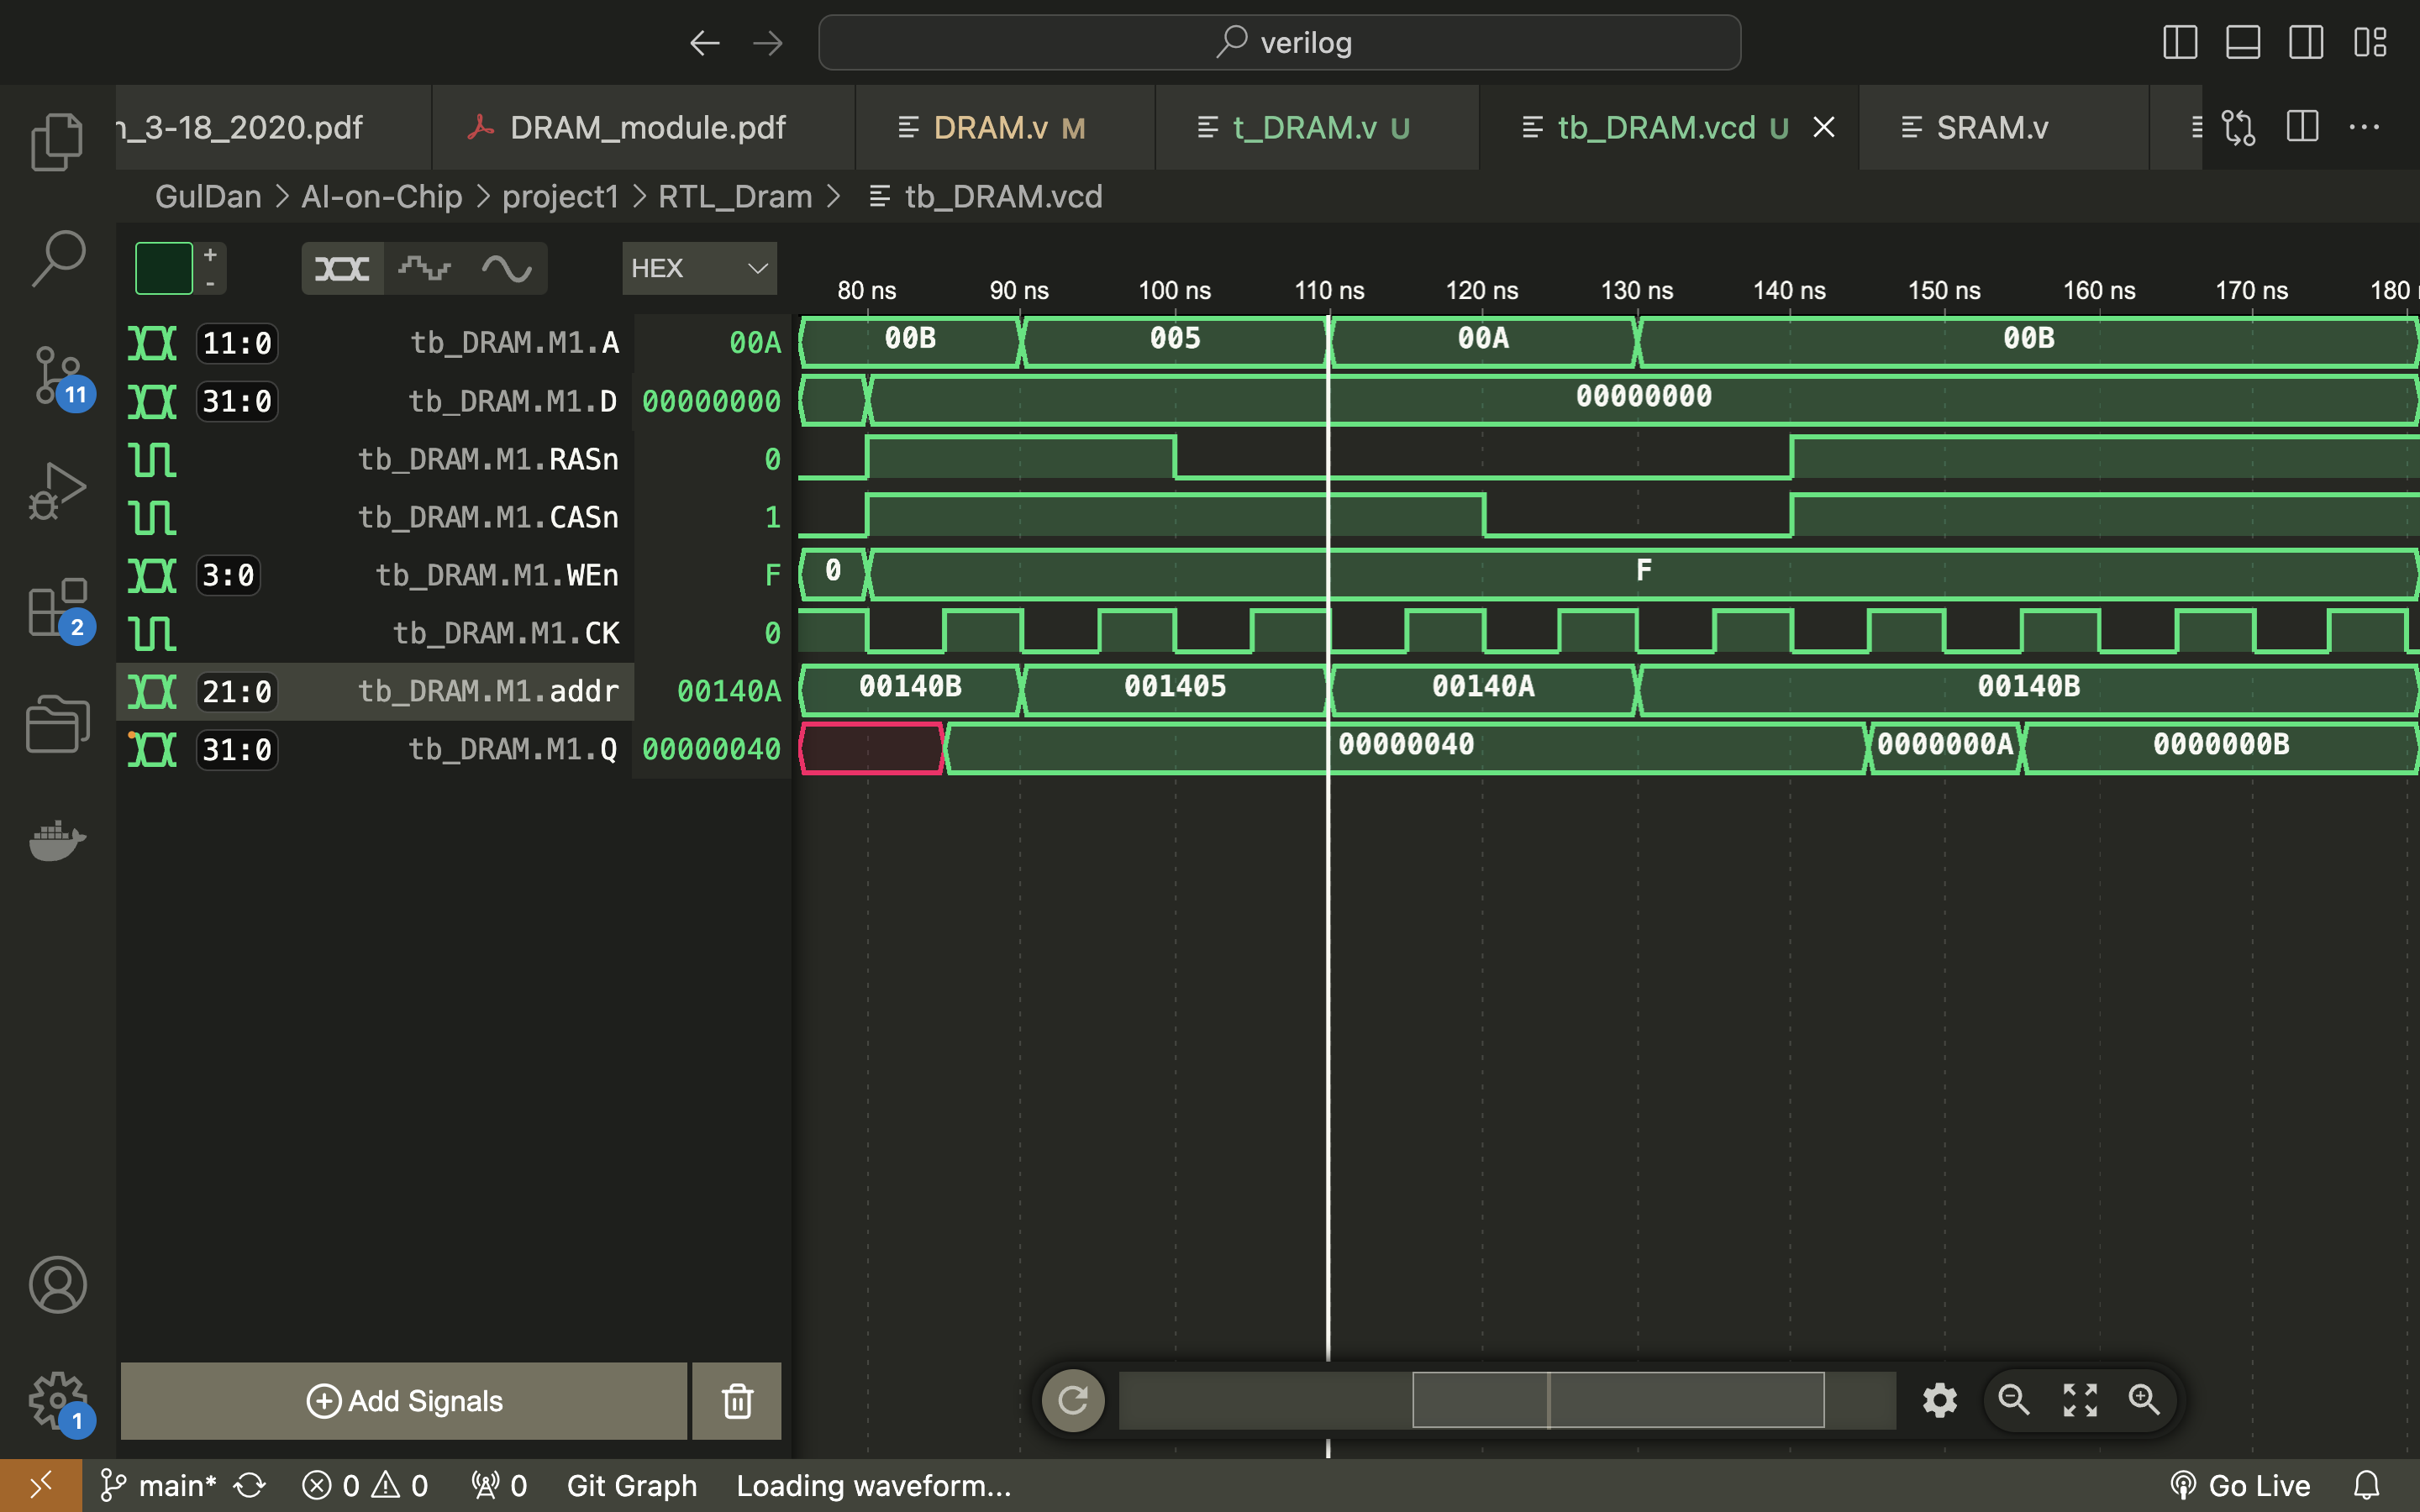 verilog
n_3-18_2020.pdf DRAM_module.pdf DRAM.v M t_DRAM.v U tb_DRAM.vcd U SRAM.v
GulDan > AI-on-Chip > project1 > RTL_Dram > tb_DRAM.vcd
+ - HEX
80 ns 90 ns 100 ns 110 ns 120 ns 130 ns 140 ns 150 ns 160 ns 170 ns 180 n
11:0 tb_DRAM.M1.A 00A 00B 005 00A 00B
31:0 tb_DRAM.M1.D 00000000 00000000
11
tb_DRAM.M1.RASn 0
tb_DRAM.M1.CASn 1
3:0 tb_DRAM.M1.WEn F 0 F
2
tb_DRAM.M1.CK 0
21:0 tb_DRAM.M1.addr 00140A 00140B 001405 00140A 00140B
31:0 tb_DRAM.M1.Q 00000040 00000040 0000000A 0000000B
Add Signals
1
main* 0 0 0 Git Graph Loading waveform... Go Live